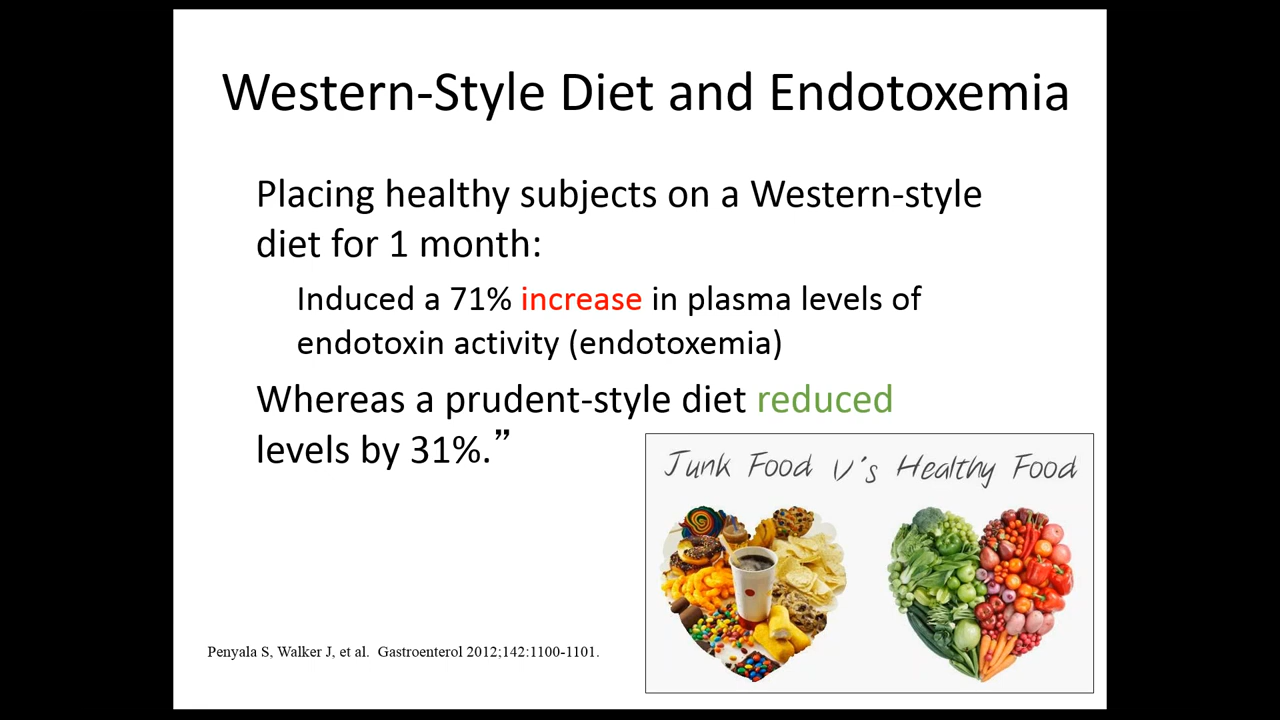 Western-Style Diet and Endotoxemia
Placing healthy subjects on a Western-style
diet for 1 month:
Induced a 71% increase in plasma levels of
endotoxin activity (endotoxemia)
Whereas a prudent-style diet reduced
levels by 31%.”
Junk Food V's Healthy Food
Penyala S, Walker J, et al.  Gastroenterol 2012;142:1100-1101.